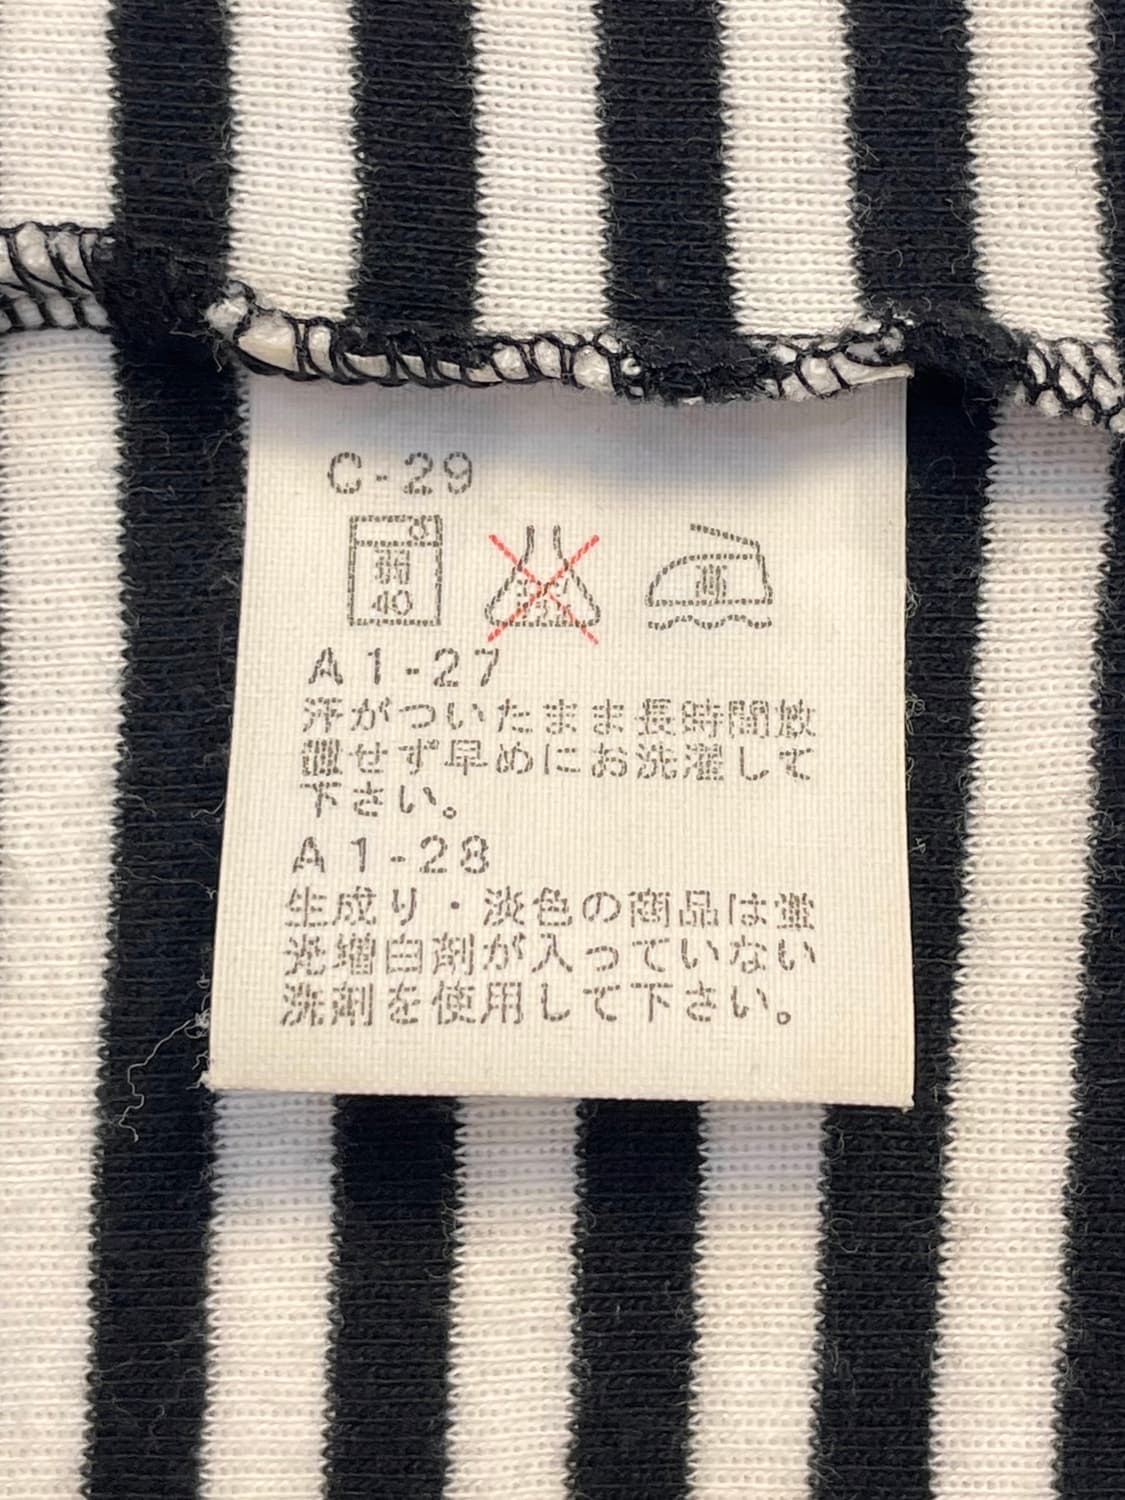 C-29
弱
40
A1-27
汗がついたまま長時間放
置せず早めにお洗濯して
下さい。
A1-28
生成り・淡色の商品は蛍
光増白剤が入っていない
洗剤を使用して下さい。